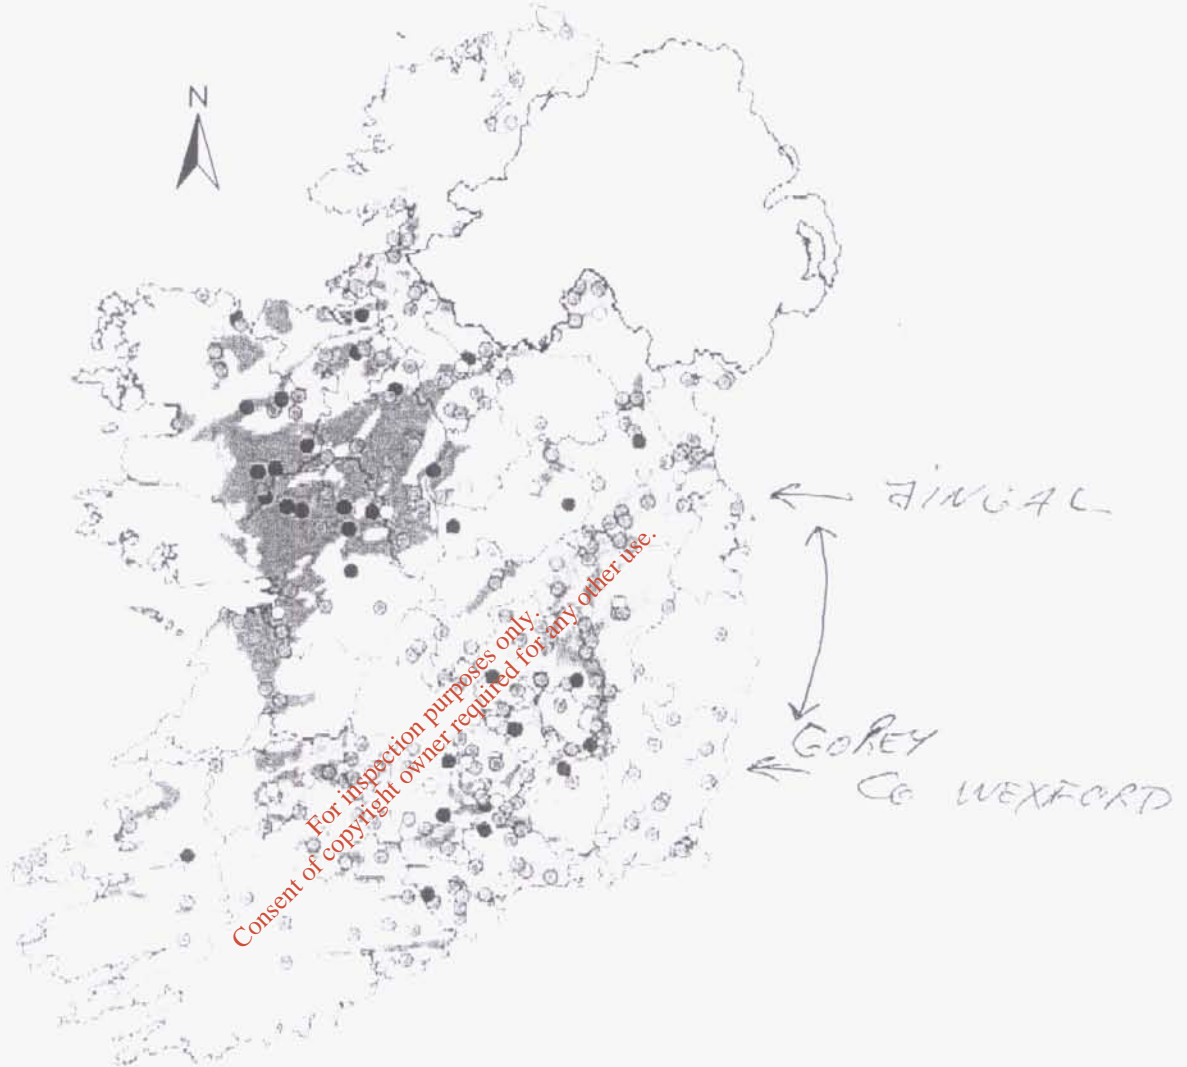 N
FINGAL
GOREY
Co WEXFORD
For inspection purposes only.
Consent of copyright owner required for any other use.